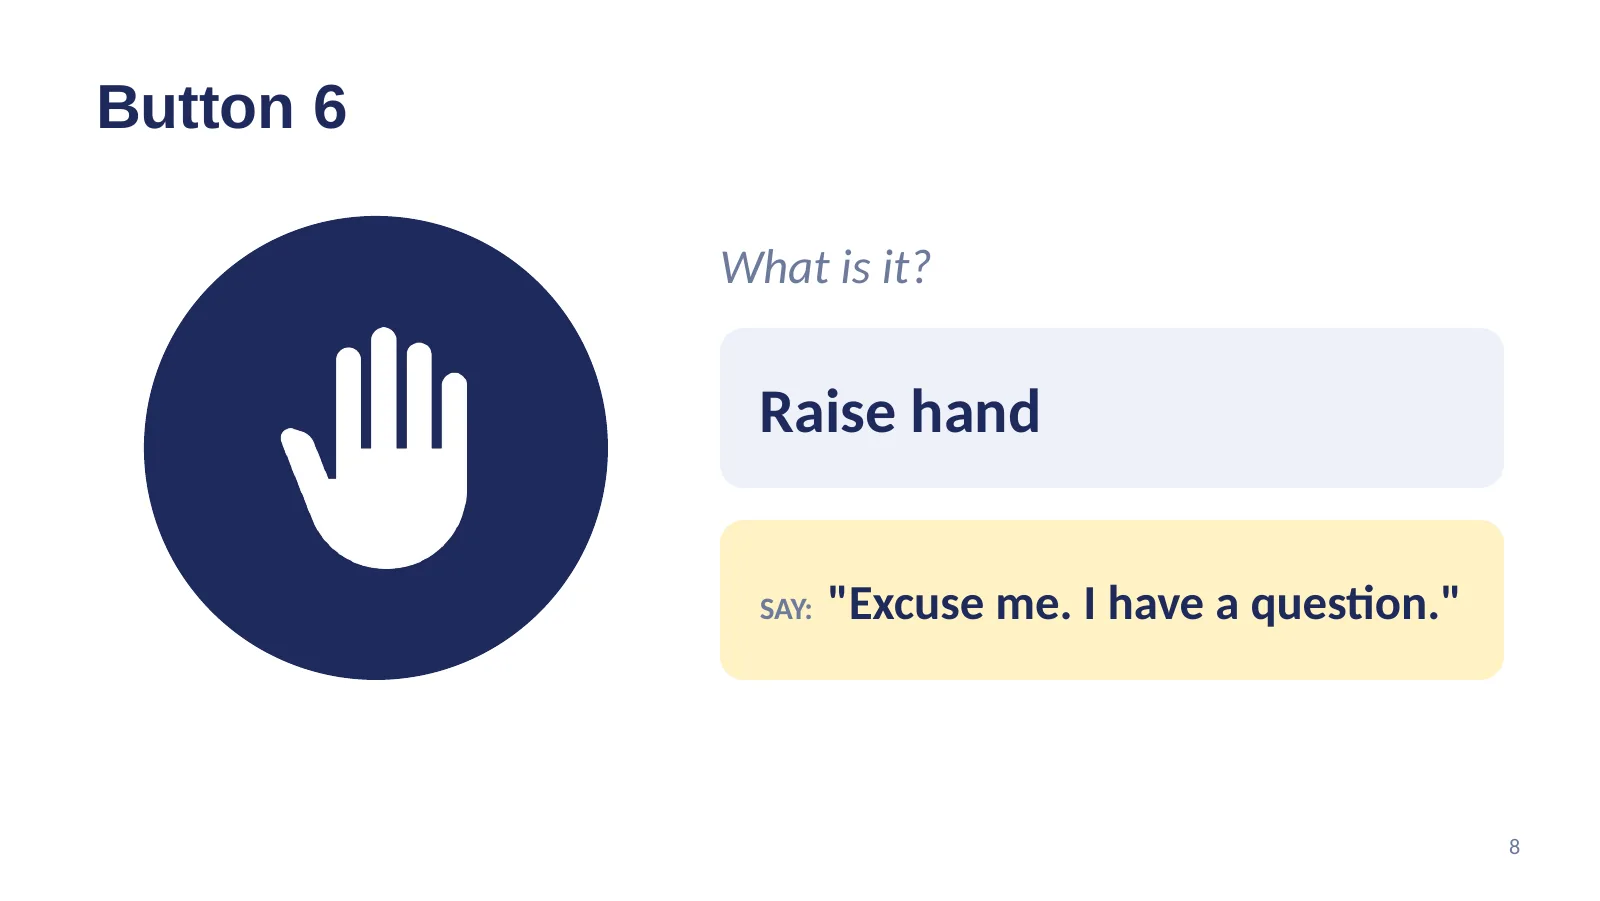 Button 6
What is it?
Raise hand
SAY: "Excuse me. I have a question."
8